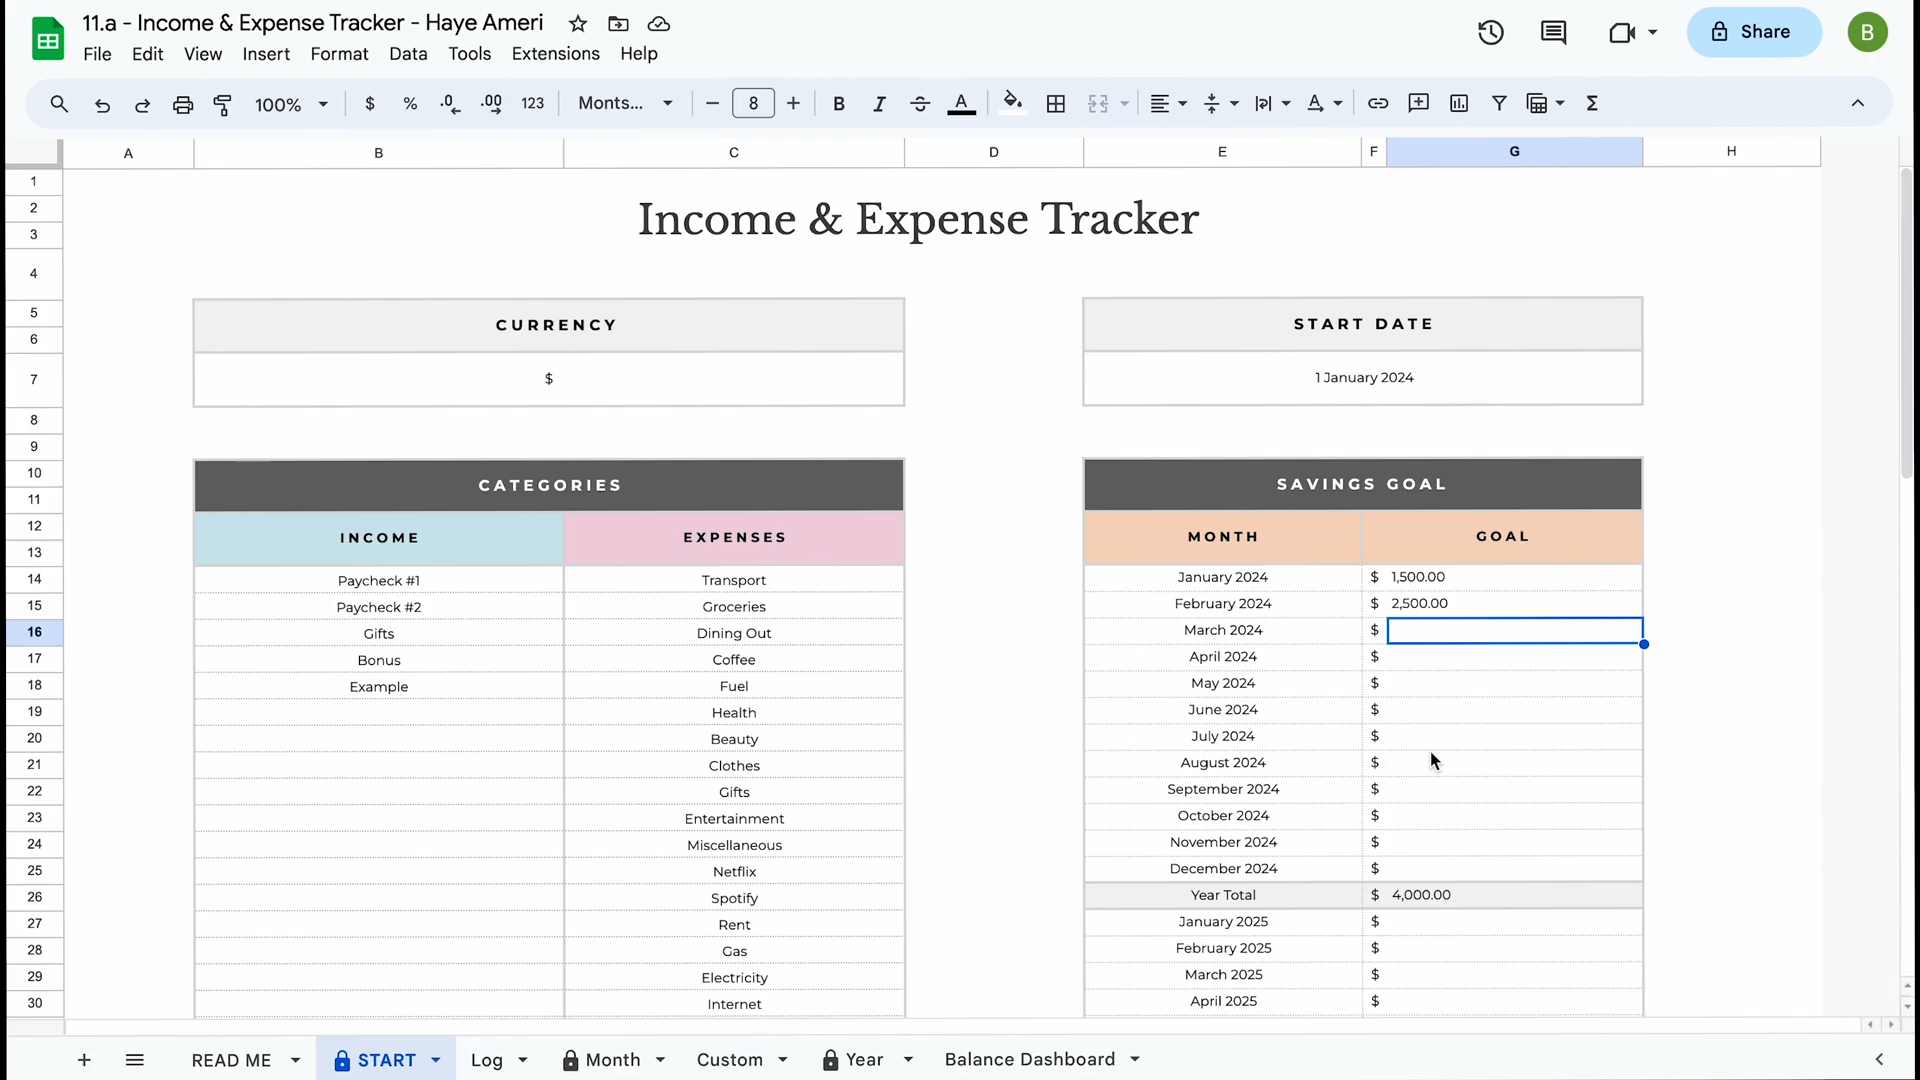 11.a - Income & Expense Tracker - Haye Ameri
File Edit View Insert Format Data Tools Extensions Help
Share
B
100% $ % .0 .00 123 Monts... 8 B I S A
A B C D E F G H
1
2
3
Income & Expense Tracker
4
5
6
CURRENCY START DATE
7 $ 1 January 2024
8
9
10
11
CATEGORIES SAVINGS GOAL
12
13
INCOME EXPENSES MONTH GOAL
14 Paycheck #1 Transport January 2024 $ 1,500.00
15 Paycheck #2 Groceries February 2024 $ 2,500.00
16 Gifts Dining Out March 2024 $
17 Bonus Coffee April 2024 $
18 Example Fuel May 2024 $
19 Health June 2024 $
20 Beauty July 2024 $
21 Clothes August 2024 $
22 Gifts September 2024 $
23 Entertainment October 2024 $
24 Miscellaneous November 2024 $
25 Netflix December 2024 $
26 Spotify Year Total $ 4,000.00
27 Rent January 2025 $
28 Gas February 2025 $
29 Electricity March 2025 $
30 Internet April 2025 $
READ ME START Log Month Custom Year Balance Dashboard